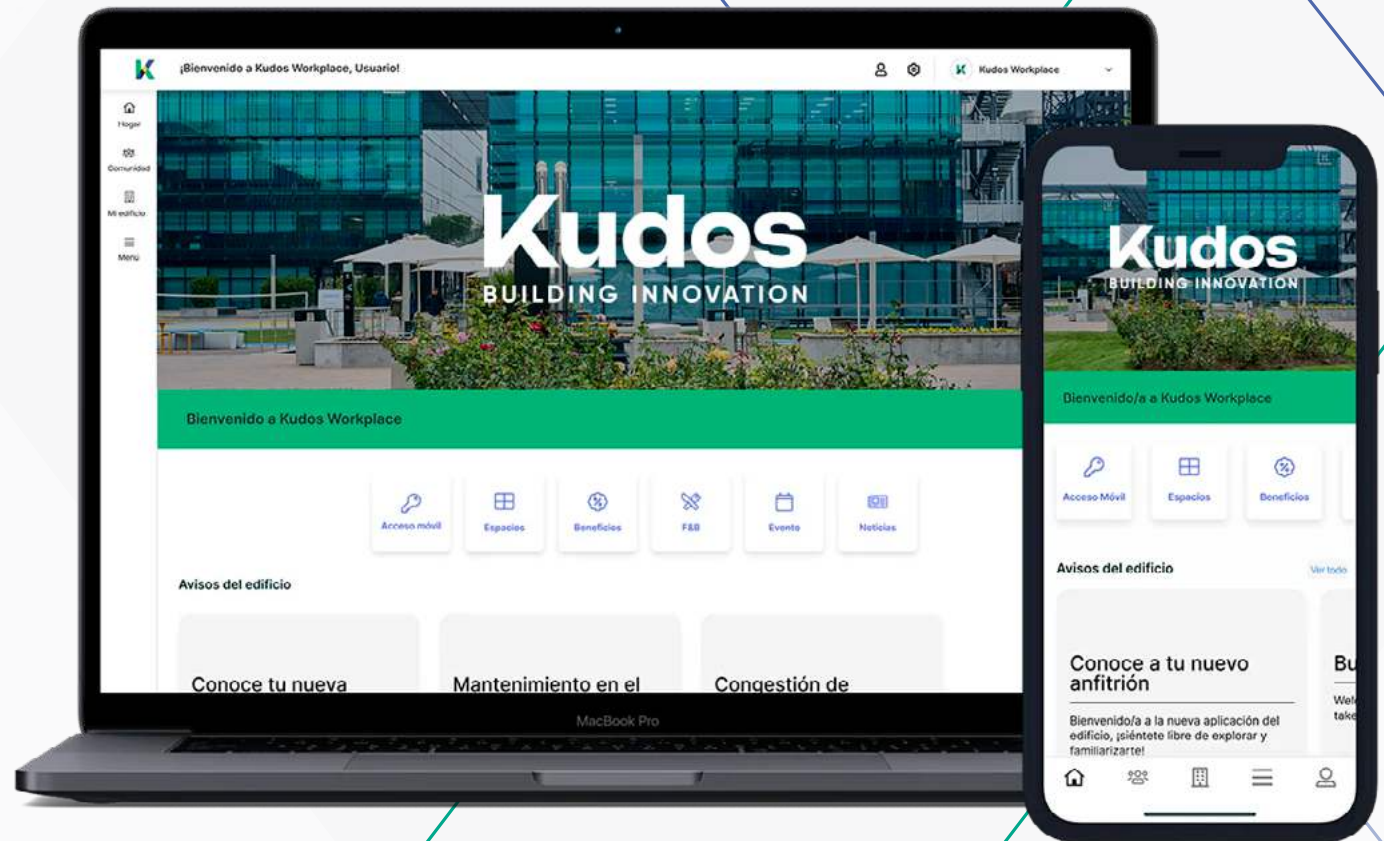 ¡Bienvenido a Kudos Workplace, Usuario!
Kudos Workplace
Hogar
Comunidad
Mi edificio
Menú
Kudos
BUILDING INNOVATION
Bienvenido a Kudos Workplace
Acceso móvil
Espacios
Beneficios
F&B
Evento
Noticias
Avisos del edificio
Conoce tu nueva
Mantenimiento en el
Congestión de
MacBook Pro
Kudos
BUILDING INNOVATION
Bienvenido/a a Kudos Workplace
Acceso Móvil
Espacios
Beneficios
Avisos del edificio
Ver todo
Conoce a tu nuevo
anfitrión
Bienvenido/a a la nueva aplicación del
edificio, ¡siéntete libre de explorar y
familiarizarte!
Bu
Wel
take